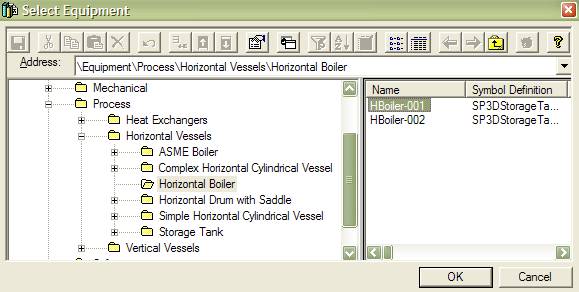 Select Equipment
Address: \Equipment\Process\Horizontal Vessels\Horizontal Boiler
Mechanical
Process
Heat Exchangers
Horizontal Vessels
ASME Boiler
Complex Horizontal Cylindrical Vessel
Horizontal Boiler
Horizontal Drum with Saddle
Simple Horizontal Cylindrical Vessel
Storage Tank
Vertical Vessels
Name Symbol Definition
HBoiler-001 SP3DStorageTa...
HBoiler-002 SP3DStorageTa...
OK Cancel